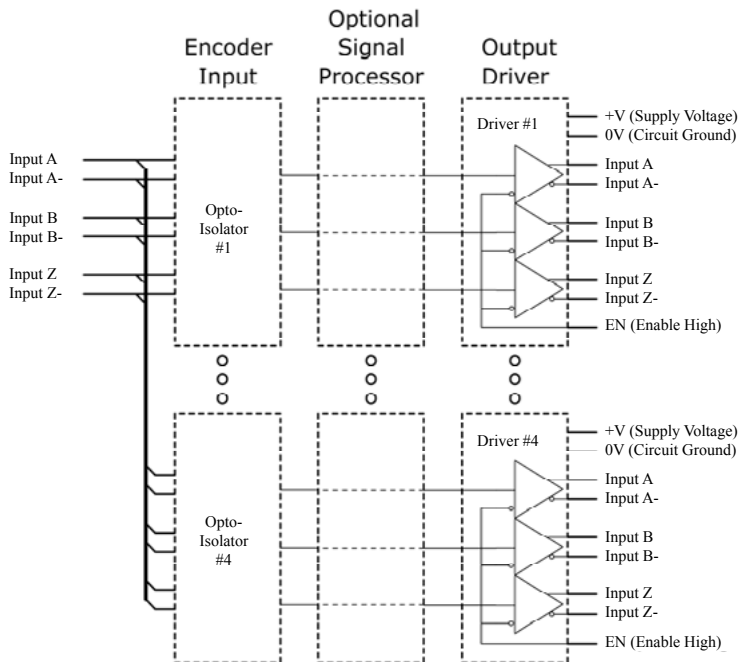 Encoder
Input
Optional
Signal
Processor
Output
Driver
Input A
Input A-
Input B
Input B-
Input Z
Input Z-
Opto-
Isolator
#1
Driver #1
+V (Supply Voltage)
0V (Circuit Ground)
Input A
Input A-
Input B
Input B-
Input Z
Input Z-
EN (Enable High)
Opto-
Isolator
#4
Driver #4
+V (Supply Voltage)
0V (Circuit Ground)
Input A
Input A-
Input B
Input B-
Input Z
Input Z-
EN (Enable High)